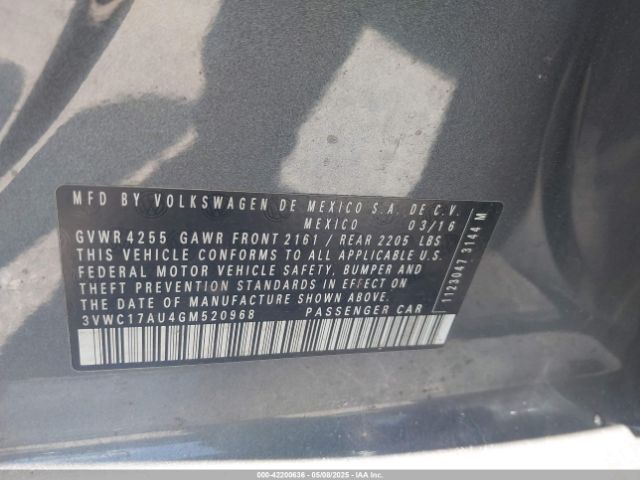 MFD BY VOLKSWAGEN DE MEXICO S.A. DE C.V.
MEXICO 03/16
GVWR 4255 GAWR FRONT 2161 / REAR 2205 LBS
THIS VEHICLE CONFORMS TO ALL APPLICABLE U.S.
FEDERAL MOTOR VEHICLE SAFETY, BUMPER AND
THEFT PREVENTION STANDARDS IN EFFECT ON
THE DATE OF MANUFACTURE SHOWN ABOVE.
3VWC17AU4GM520968 PASSENGER CAR
1123047 3144 M
000-42200636 - 05/08/2025 - IAA Inc.